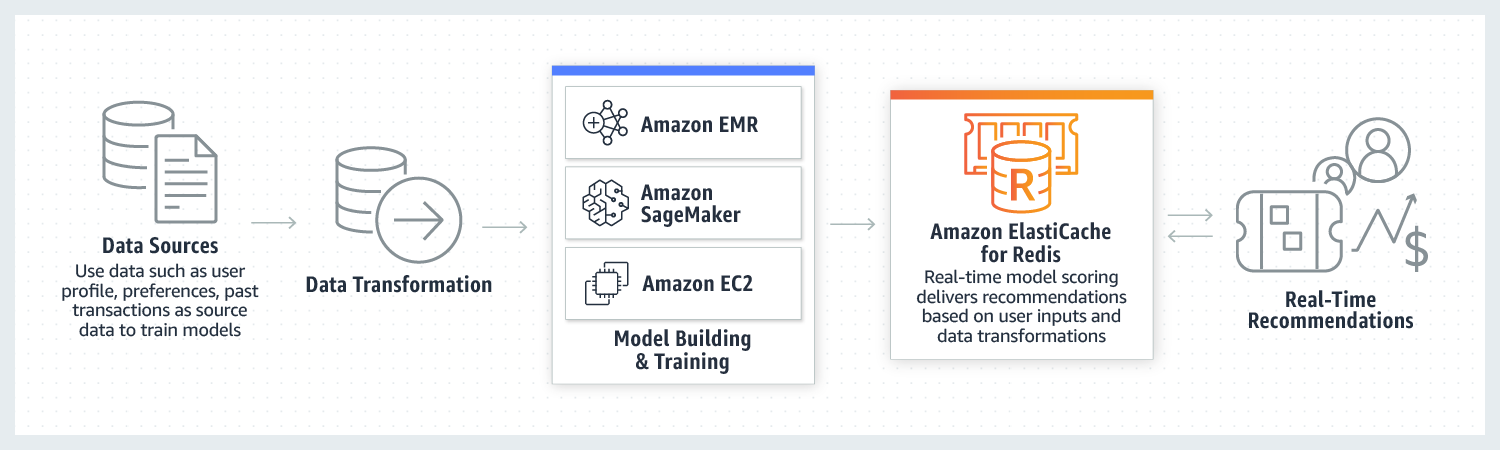 Data Sources
Use data such as user
profile, preferences, past
transactions as source
data to train models
Data Transformation
Amazon EMR
Amazon
SageMaker
Amazon EC2
Model Building
& Training
R
Amazon ElastiCache
for Redis
Real-time model scoring
delivers recommendations
based on user inputs and
data transformations
$
Real-Time
Recommendations